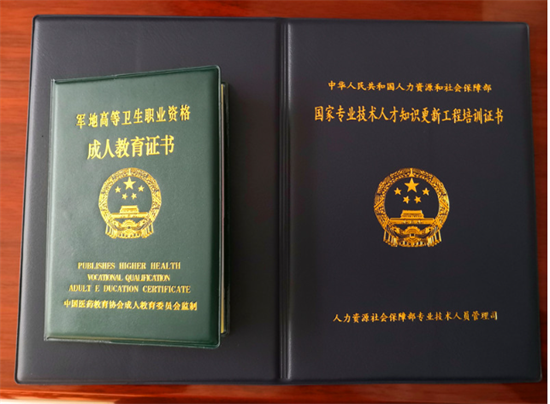 军地高等卫生职业资格
成人教育证书
PUBLISHES HIGHER HEALTH
VOCATIONAL QUALIFICATION
ADULT E DUCATION CERTIFICATE
中国医药教育协会成人教育委员会监制
中华人民共和国人力资源和社会保障部
国家专业技术人才知识更新工程培训证书
人力资源社会保障部专业技术人员管理司